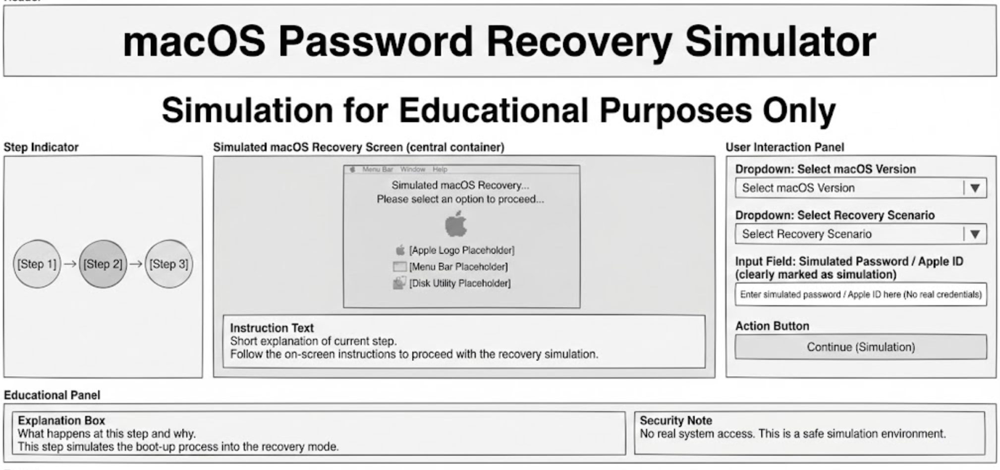 macOS Password Recovery Simulator
Simulation for Educational Purposes Only
Step Indicator
[Step 1]
[Step 2]
[Step 3]
Simulated macOS Recovery Screen (central container)
Menu Bar Window Help
Simulated macOS Recovery...
Please select an option to proceed...
[Apple Logo Placeholder]
[Menu Bar Placeholder]
[Disk Utility Placeholder]
Instruction Text
Short explanation of current step.
Follow the on-screen instructions to proceed with the recovery simulation.
User Interaction Panel
Dropdown: Select macOS Version
Select macOS Version
Dropdown: Select Recovery Scenario
Select Recovery Scenario
Input Field: Simulated Password / Apple ID
(clearly marked as simulation)
Enter simulated password / Apple ID here (No real credentials)
Action Button
Continue (Simulation)
Educational Panel
Explanation Box
What happens at this step and why.
This step simulates the boot-up process into the recovery mode.
Security Note
No real system access. This is a safe simulation environment.